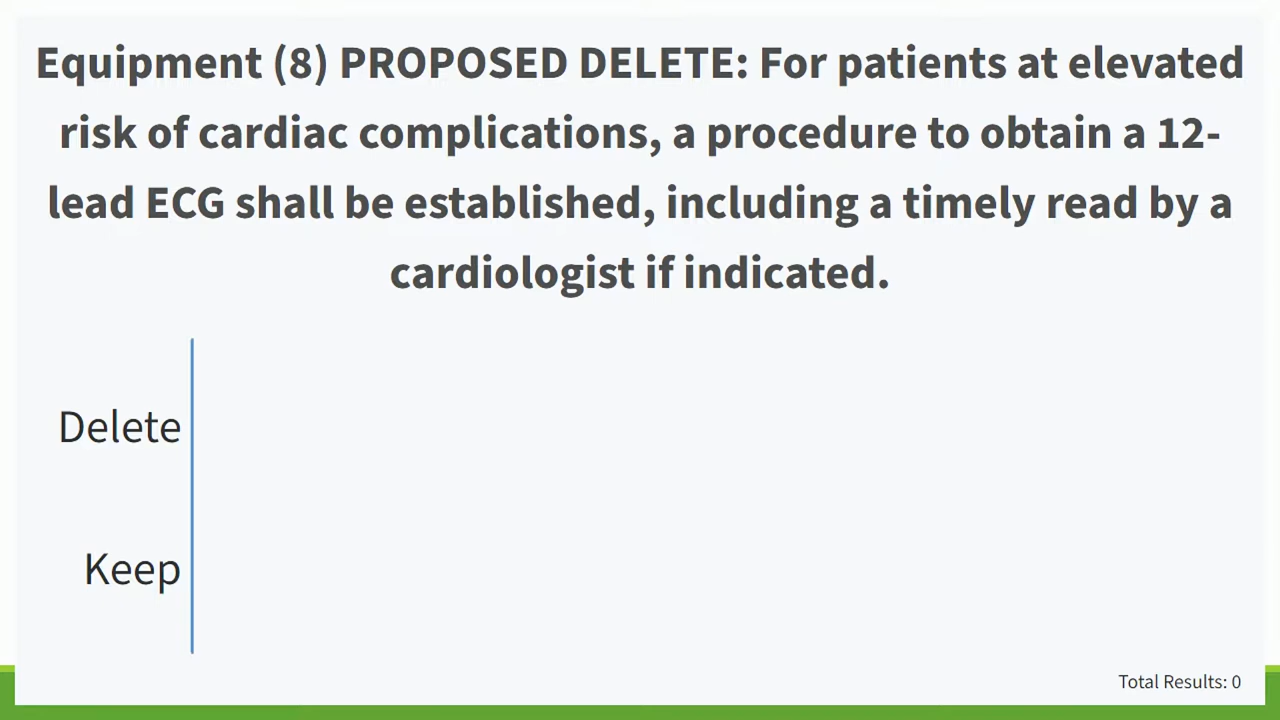 Equipment (8) PROPOSED DELETE: For patients at elevated
risk of cardiac complications, a procedure to obtain a 12-
lead ECG shall be established, including a timely read by a
cardiologist if indicated.
Delete
Keep
Total Results: 0